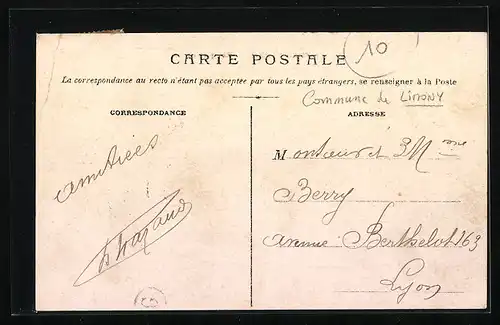 CARTE POSTALE
10
La correspondance au recto n'étant pas acceptée par tous les pays étrangers, se renseigner à la Poste
Commune de LIMONY
CORRESPONDANCE
ADRESSE
amitiées
Monsieur et Mme
Berry
avenue Berthelot 163
Lyon